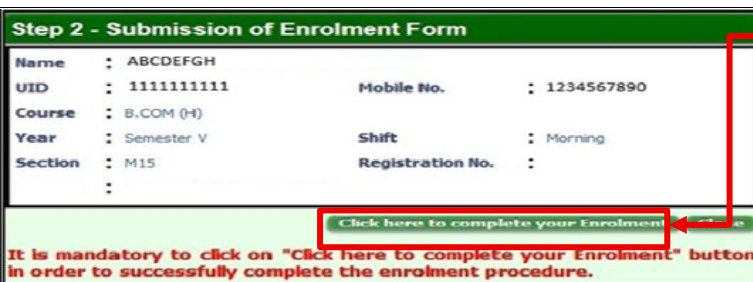 Step 2 - Submission of Enrolment Form
Name : ABCDEFGH
UID : 1111111111 Mobile No. : 1234567890
Course : B.COM (H)
Year : Semester V Shift : Morning
Section : M15 Registration No. :
:
Click here to complete your Enrolment Close
It is mandatory to click on "Click here to complete your Enrolment" button
in order to successfully complete the enrolment procedure.